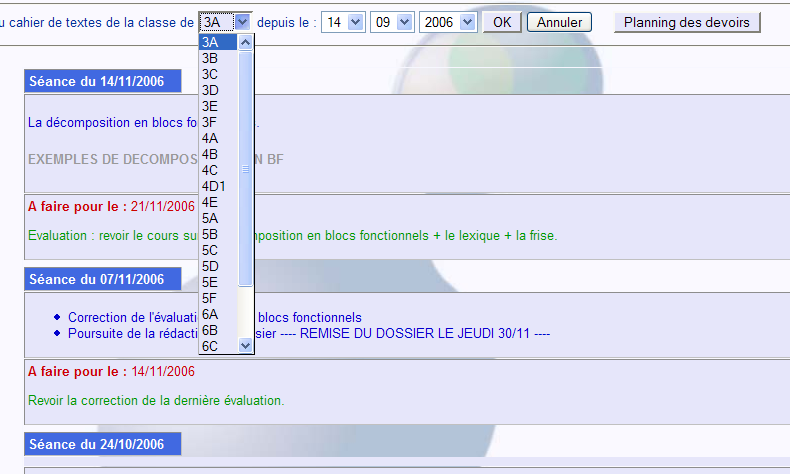 u cahier de textes de la classe de 3A depuis le : 14 09 2006 OK Annuler Planning des devoirs
3A
3B
3C
3D
3E
3F
4A
4B
4C
4D1
4E
5A
5B
5C
5D
5E
5F
6A
6B
6C
Séance du 14/11/2006
La décomposition en blocs fo s.
EXEMPLES DE DECOMPOS N BF
A faire pour le : 21/11/2006
Evaluation : revoir le cours su mposition en blocs fonctionnels + le lexique + la frise.
Séance du 07/11/2006
Correction de l'évaluati blocs fonctionnels
Poursuite de la rédacti sier ---- REMISE DU DOSSIER LE JEUDI 30/11 ----
A faire pour le : 14/11/2006
Revoir la correction de la dernière évaluation.
Séance du 24/10/2006